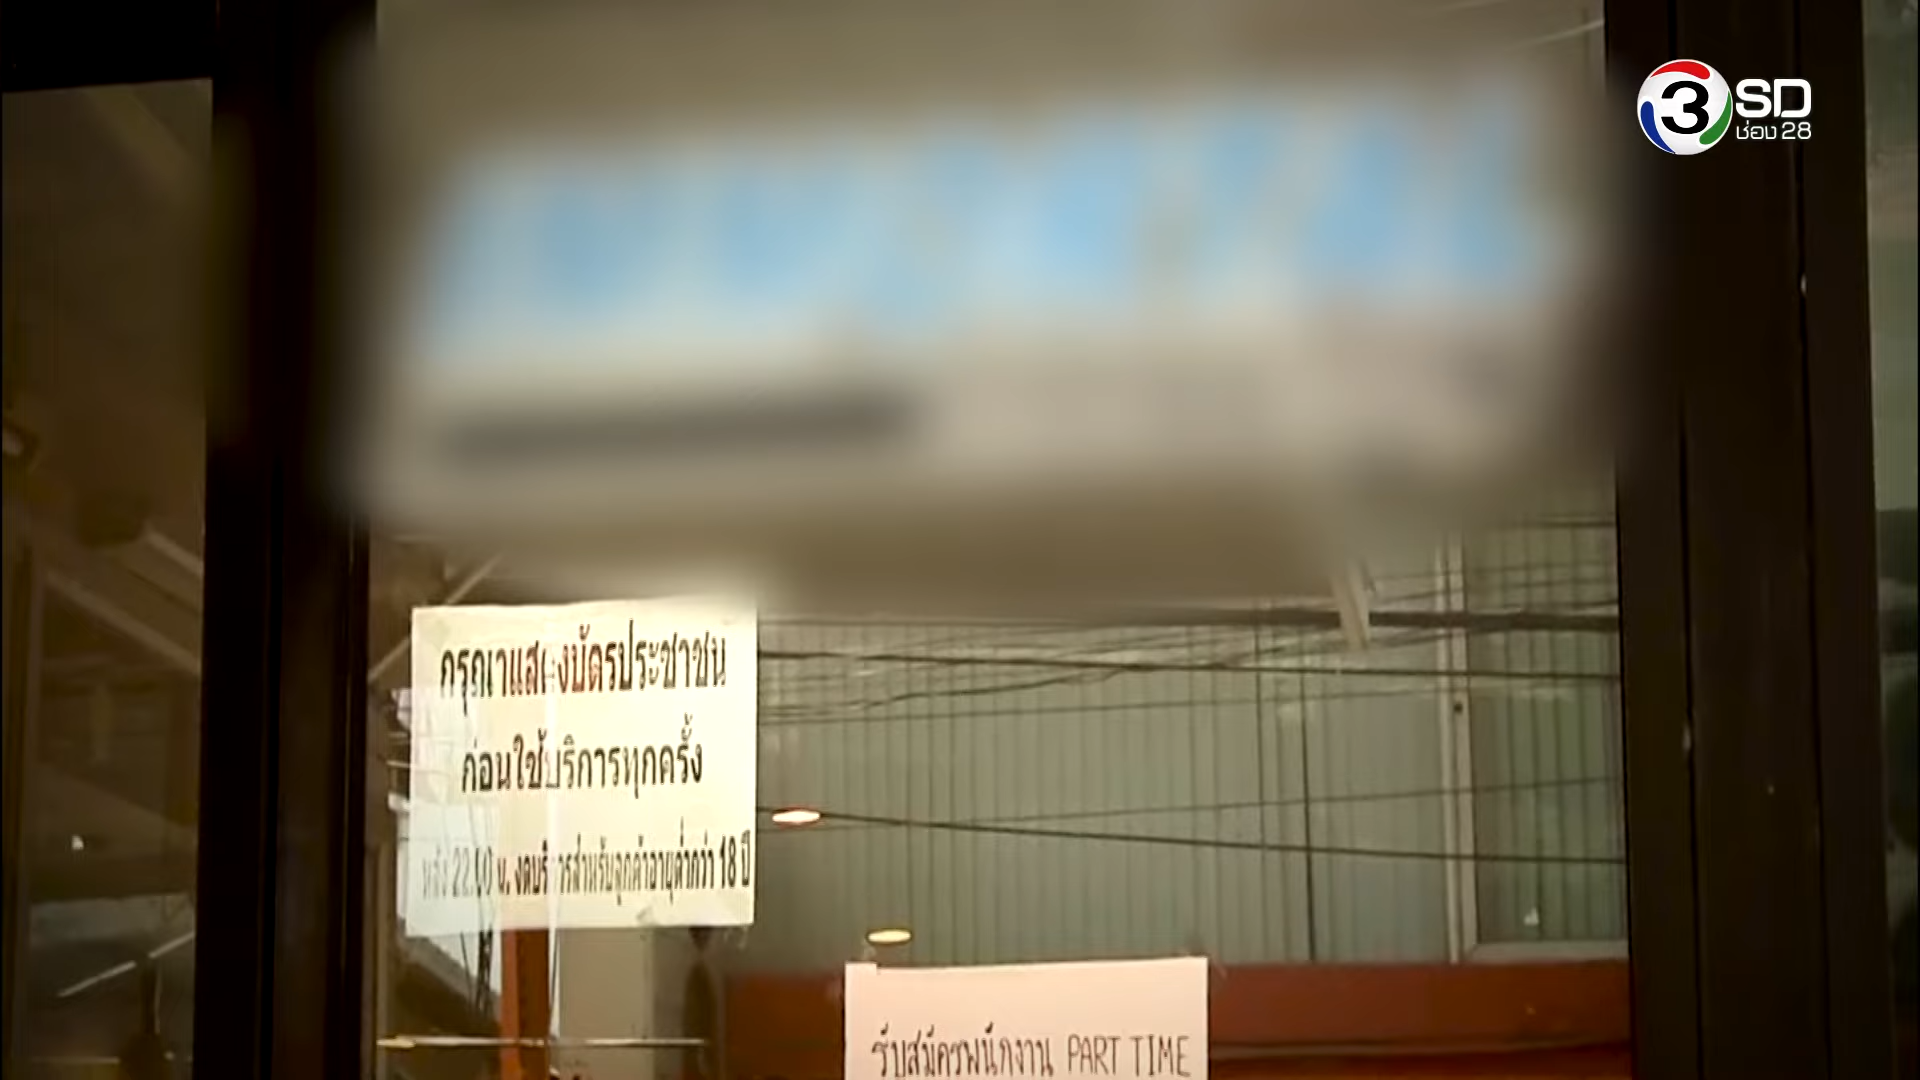 3 SD
ช่อง 28
กรุณาแสดงบัตรประชาชน
ก่อนใช้บริการทุกครั้ง
หลัง 22.00 น. งดบริการสำหรับลูกค้าอายุต่ำกว่า 18 ปี
รับสมัครพนักงาน PART TIME